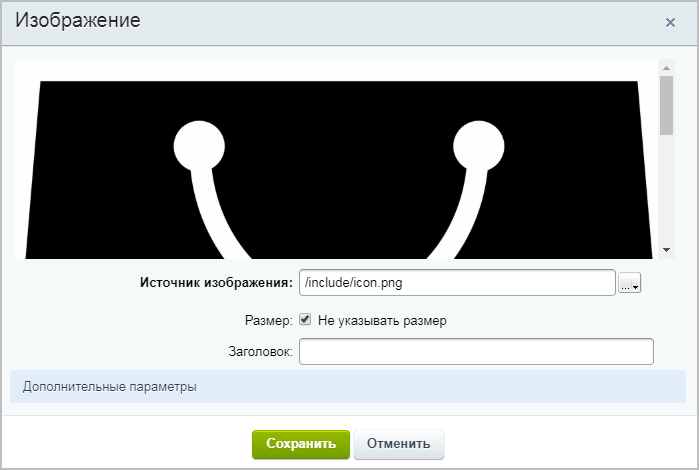 Изображение
Источник изображения: /include/icon.png ...
Размер: Не указывать размер
Заголовок:
Дополнительные параметры
Сохранить Отменить